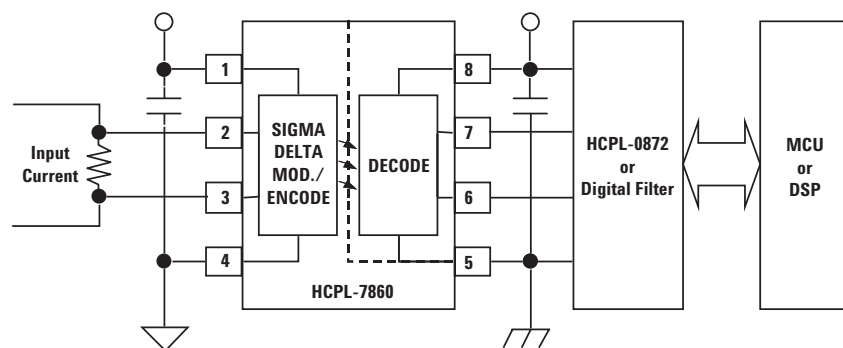 1
2
3
4
Input
Current
SIGMA
DELTA
MOD./
ENCODE
DECODE
8
7
6
5
HCPL-7860
HCPL-0872
or
Digital Filter
MCU
or
DSP